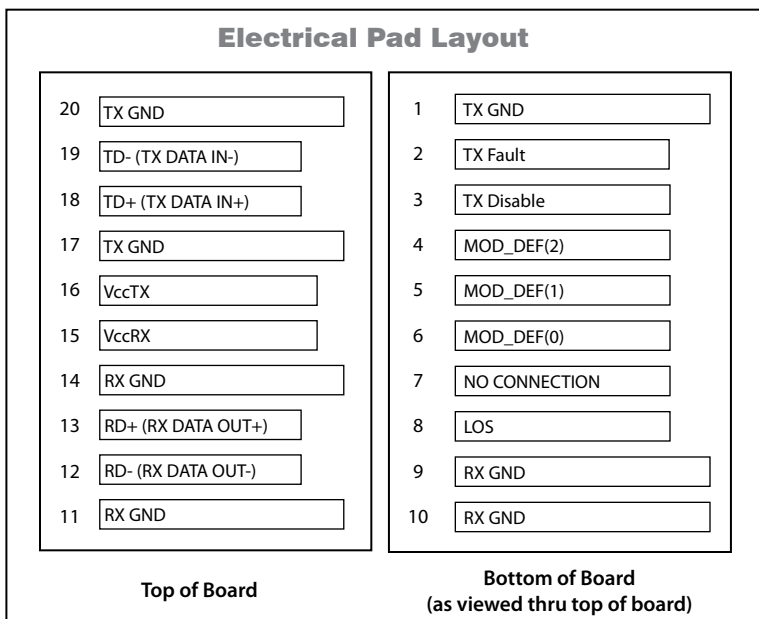 Electrical Pad Layout
20 TX GND
19 TD- (TX DATA IN-)
18 TD+ (TX DATA IN+)
17 TX GND
16 VccTX
15 VccRX
14 RX GND
13 RD+ (RX DATA OUT+)
12 RD- (RX DATA OUT-)
11 RX GND
Top of Board
1 TX GND
2 TX Fault
3 TX Disable
4 MOD_DEF(2)
5 MOD_DEF(1)
6 MOD_DEF(0)
7 NO CONNECTION
8 LOS
9 RX GND
10 RX GND
Bottom of Board
(as viewed thru top of board)